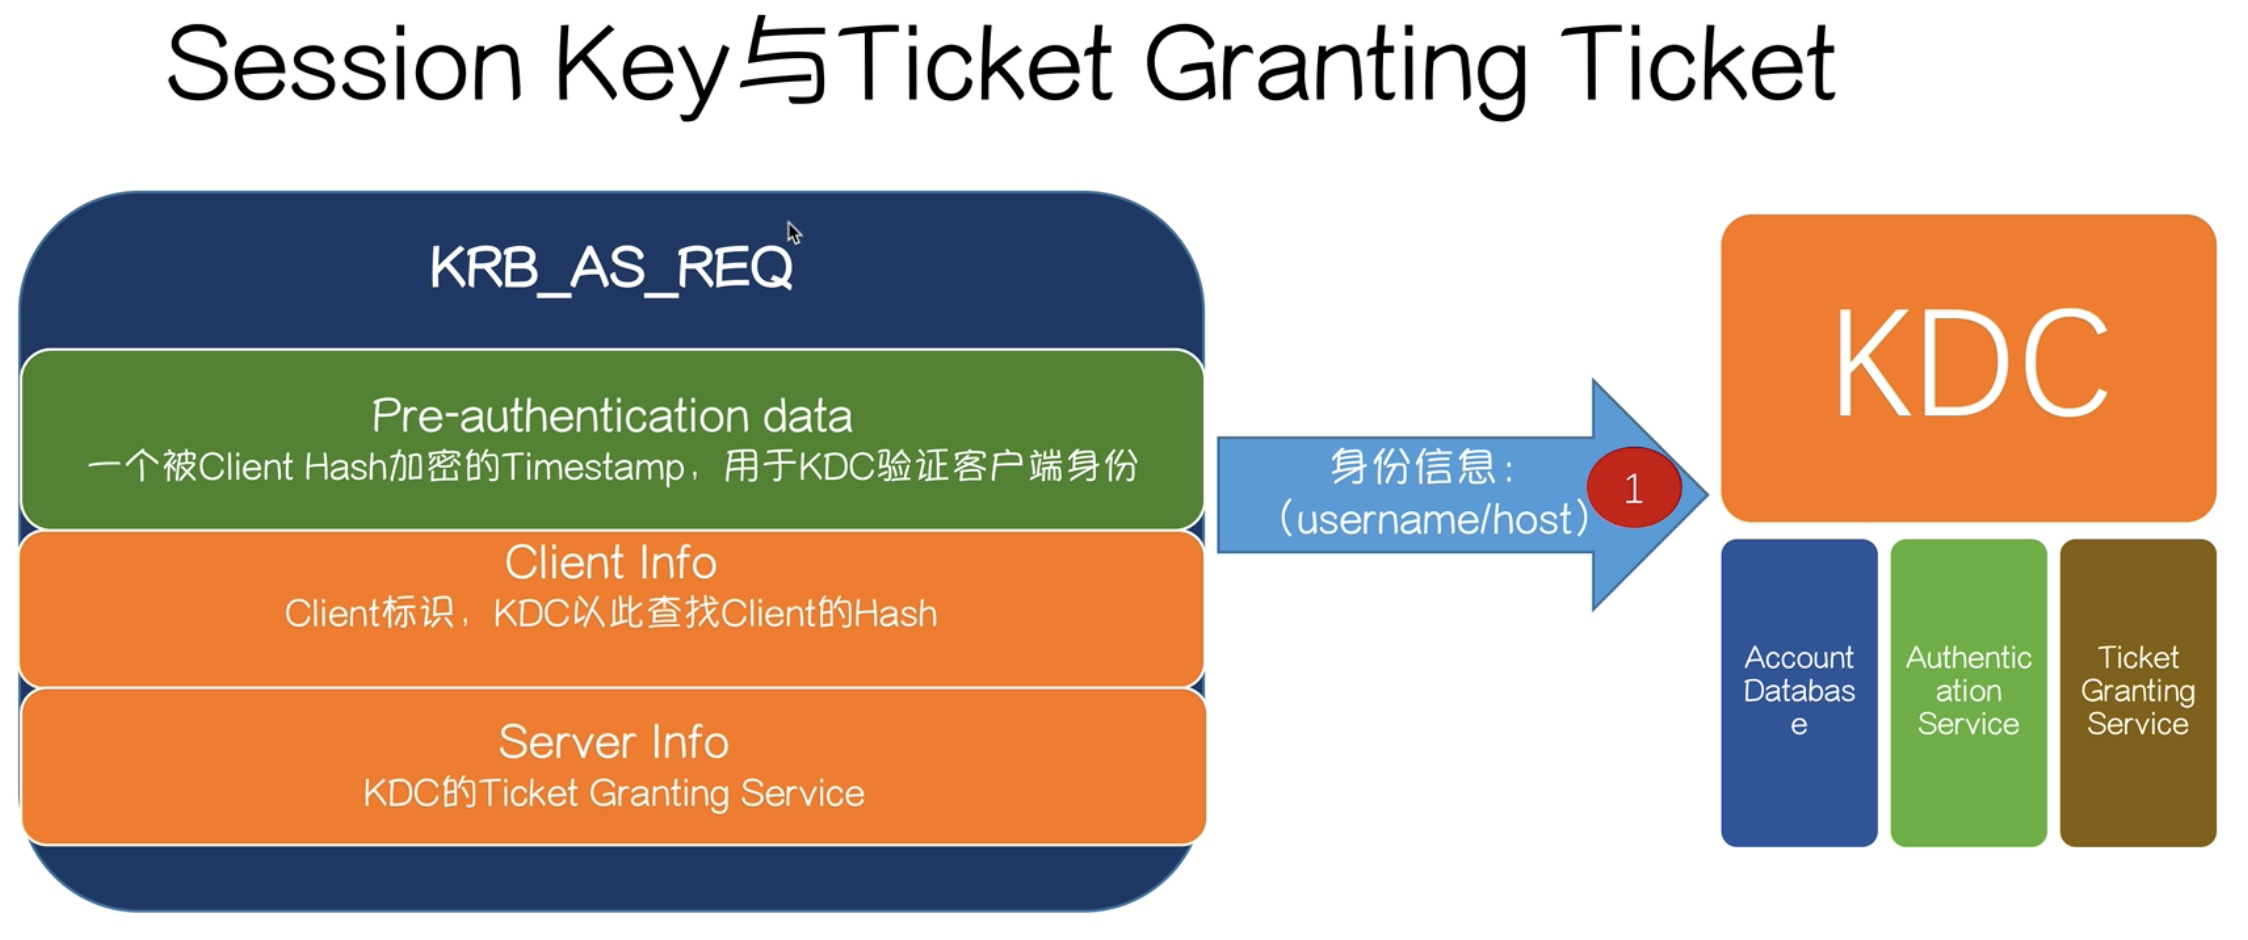 Session Key与Ticket Granting Ticket
KRB_AS_REQ
Pre-authentication data
一个被Client Hash加密的Timestamp，用于KDC验证客户端身份
Client Info
Client标识，KDC以此查找Client的Hash
Server Info
KDC的Ticket Granting Service
身份信息：
（username/host）
1
KDC
Account
Databas
e
Authentic
ation
Service
Ticket
Granting
Service